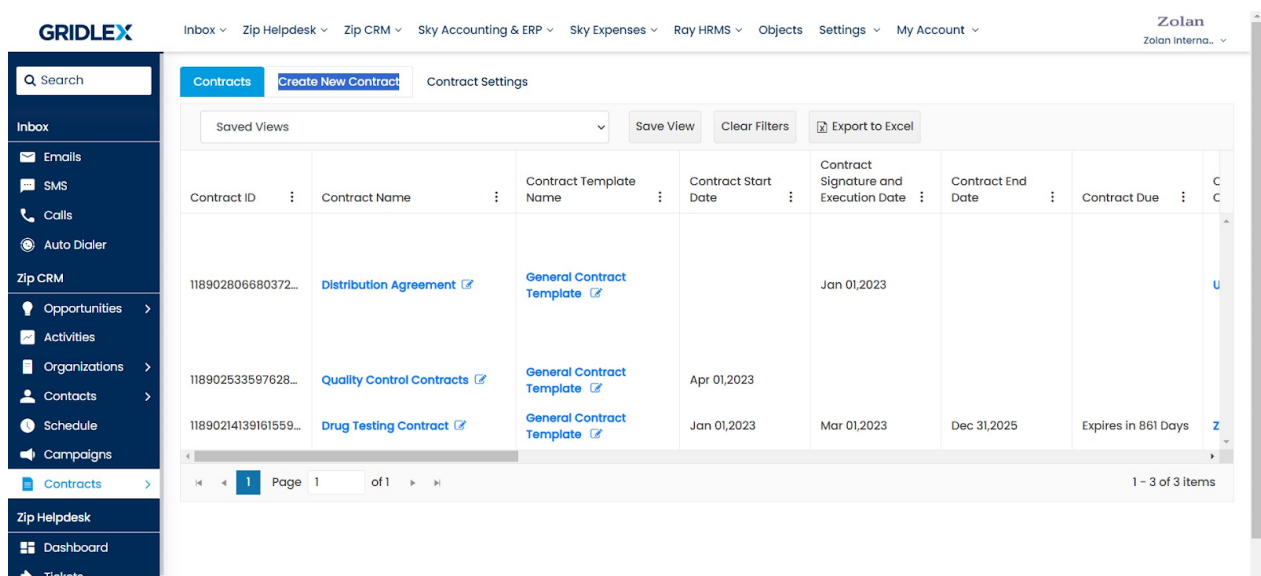 GRIDLEX
Inbox Zip Helpdesk Zip CRM Sky Accounting & ERP Sky Expenses Ray HRMS Objects Settings My Account
Zolan
Zolan Interna..
Search
Contracts Create New Contract Contract Settings
Saved Views Save View Clear Filters Export to Excel
Inbox
Emails
SMS
Calls
Auto Dialer
Zip CRM
Opportunities
Activities
Organizations
Contacts
Schedule
Campaigns
Contracts
Zip Helpdesk
Dashboard
Tickets
Contract ID
Contract Name
Contract Template
Name
Contract Start
Date
Contract
Signature and
Execution Date
Contract End
Date
Contract Due
118902806680372...
Distribution Agreement
General Contract
Template
Jan 01,2023
118902533597628...
Quality Control Contracts
General Contract
Template
Apr 01,2023
11890214139161559...
Drug Testing Contract
General Contract
Template
Jan 01,2023
Mar 01,2023
Dec 31,2025
Expires in 861 Days
1 Page 1 of 1
1 - 3 of 3 items